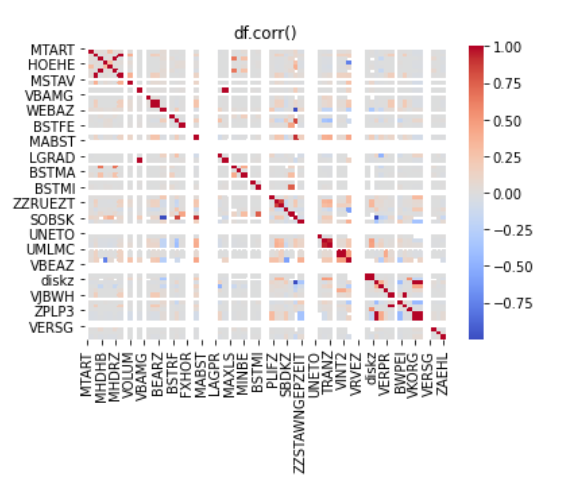 df.corr()
MTART
HOEHE
MSTAV
VBAMG
WEBAZ
BSTFE
MABST
LGRAD
BSTMA
BSTMI
ZZRUEZT
SOBSK
UNETO
UMLMC
VBEAZ
diskz
VJBWH
ZPLP3
VERSG
1.00
0.75
0.50
0.25
0.00
−0.25
−0.50
−0.75
MTART
MHDHB
MHDRZ
VOLUM
VBAMG
BEARZ
BSTRF
FXHOR
MABST
LAGPR
MAXLS
MINBE
BSTMI
PLIFZ
SBDKZ
ZZSTAWNGEPZEIT
UNETO
TRANZ
VINT2
VRVEZ
diskz
VERPR
BWPEI
VKORG
VERSG
ZAEHL